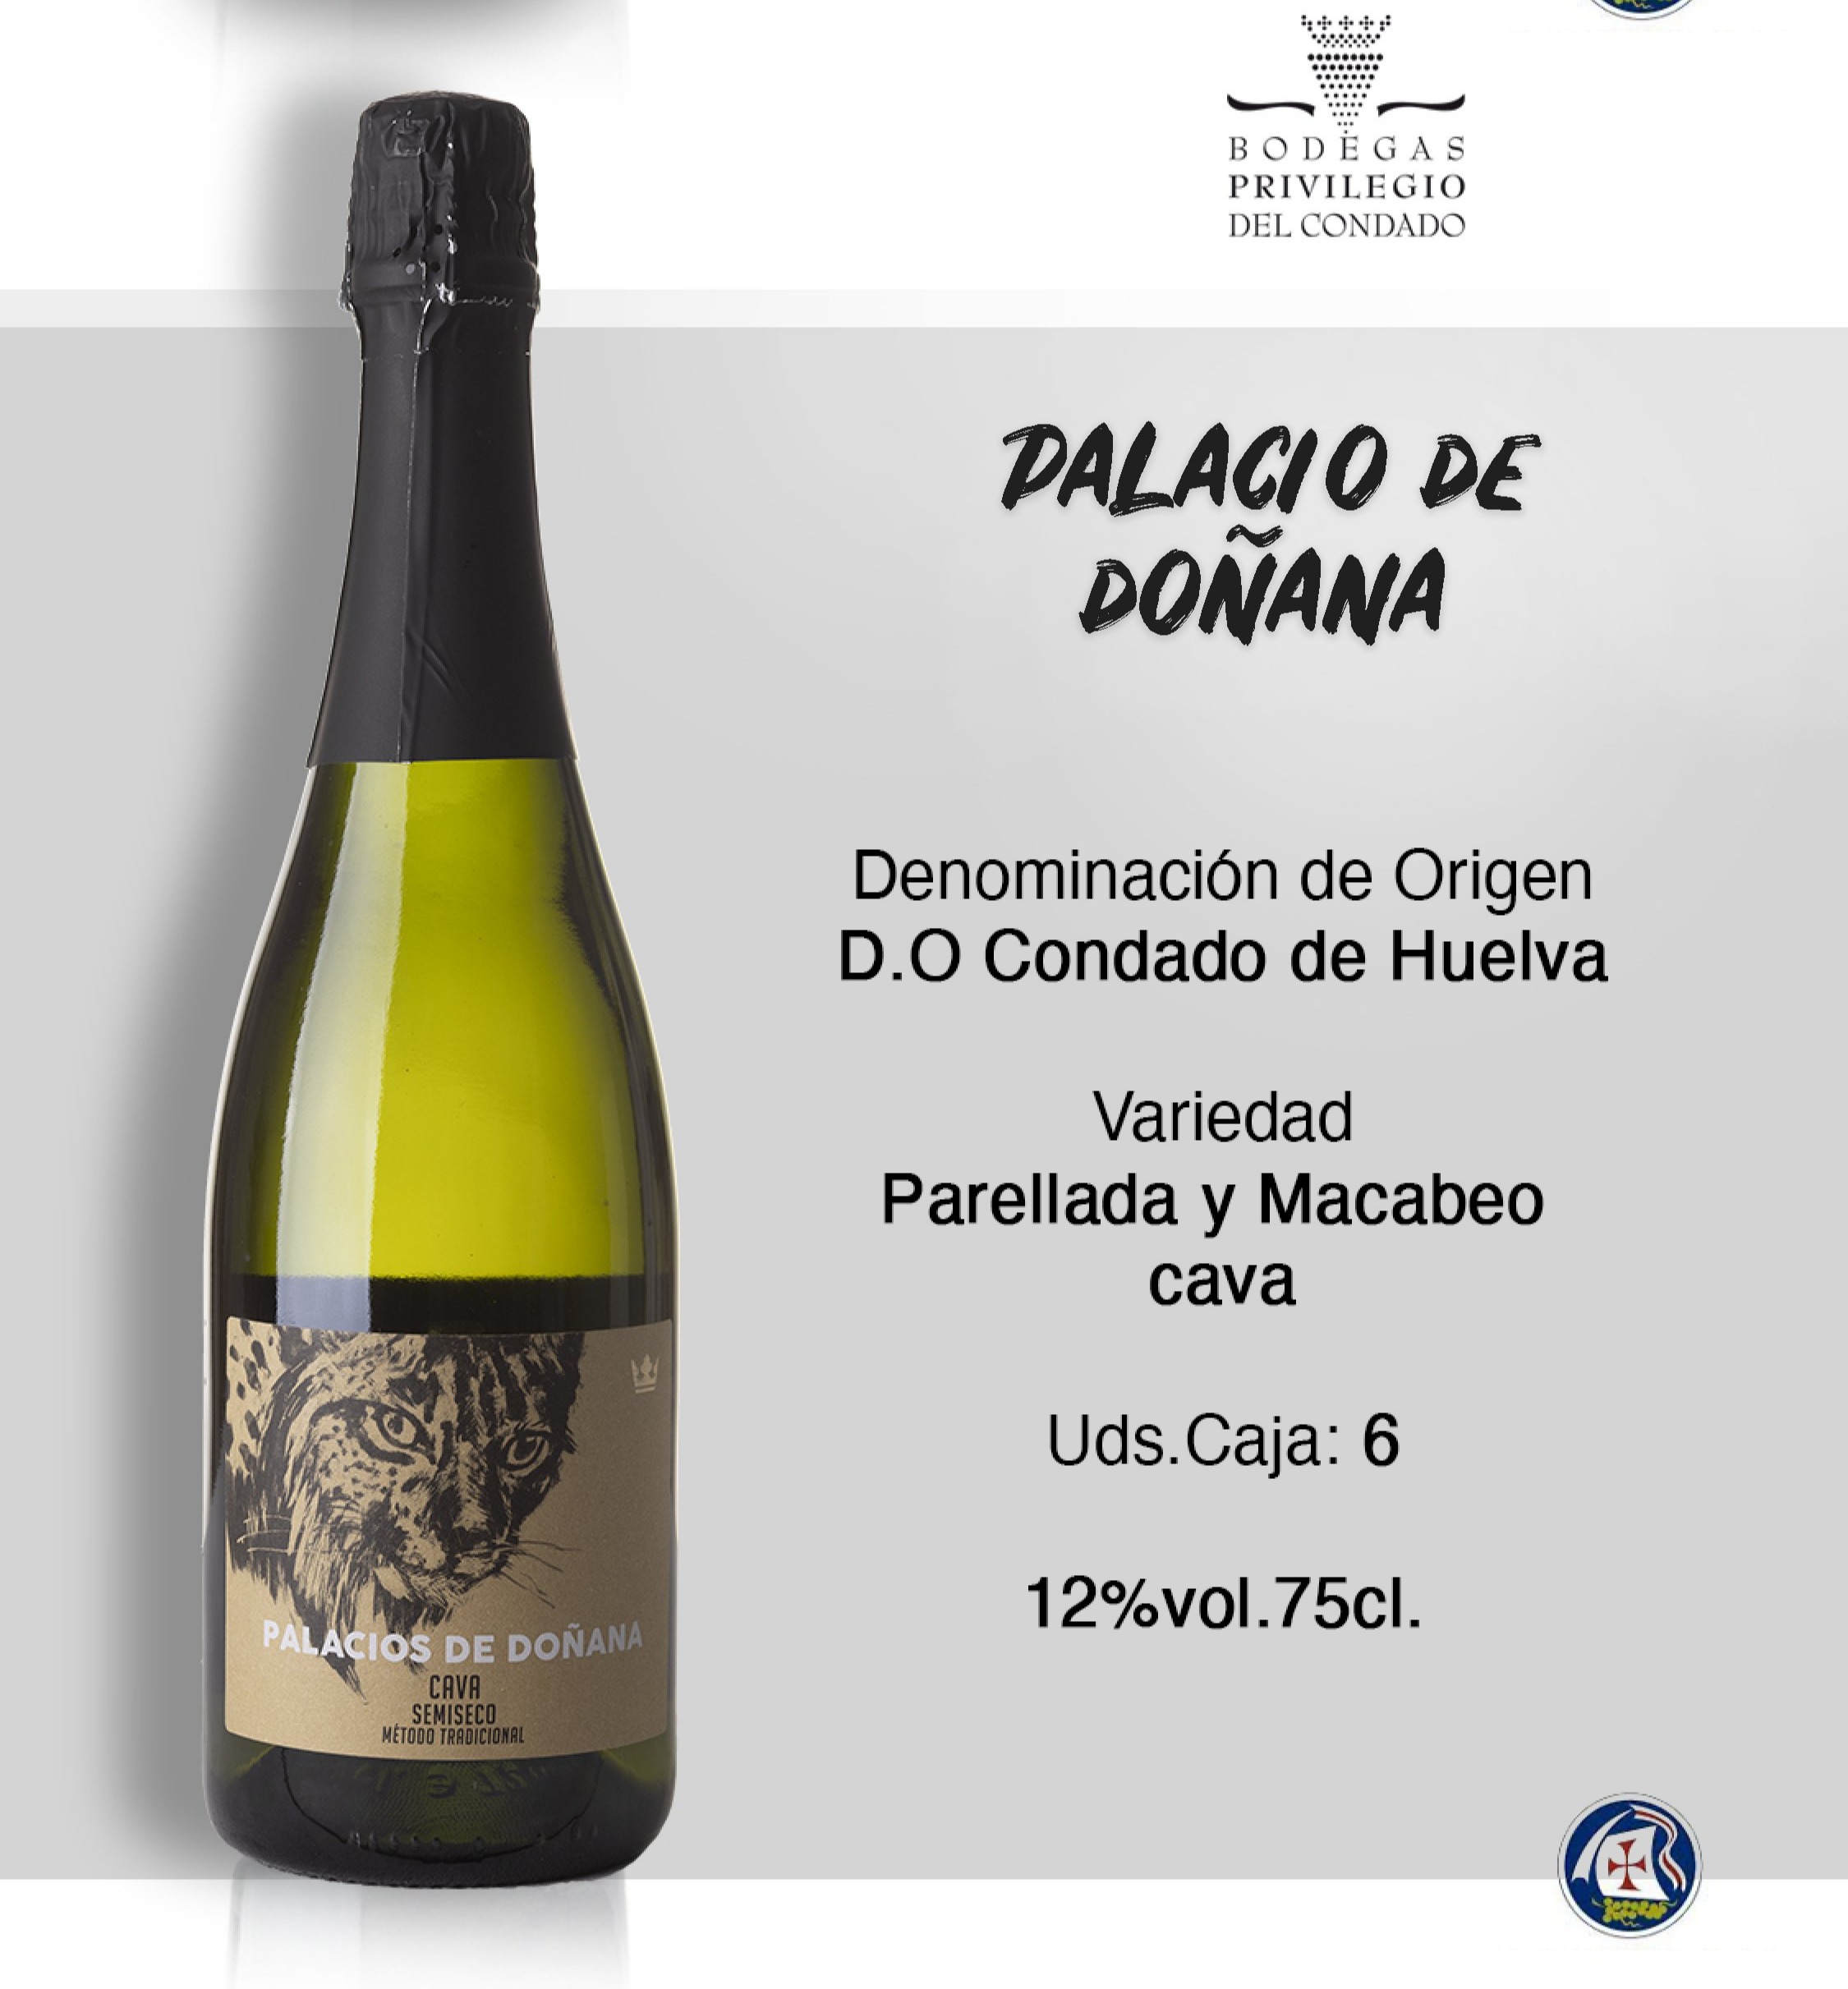 BODEGAS
PRIVILEGIO
DEL CONDADO
PALACIO DE
DOÑANA
Denominación de Origen
D.O Condado de Huelva
Variedad
Parellada y Macabeo
cava
Uds.Caja: 6
12%vol.75cl.
PALACIOS DE DOÑANA
CAVA
SEMISECO
MÉTODO TRADICIONAL